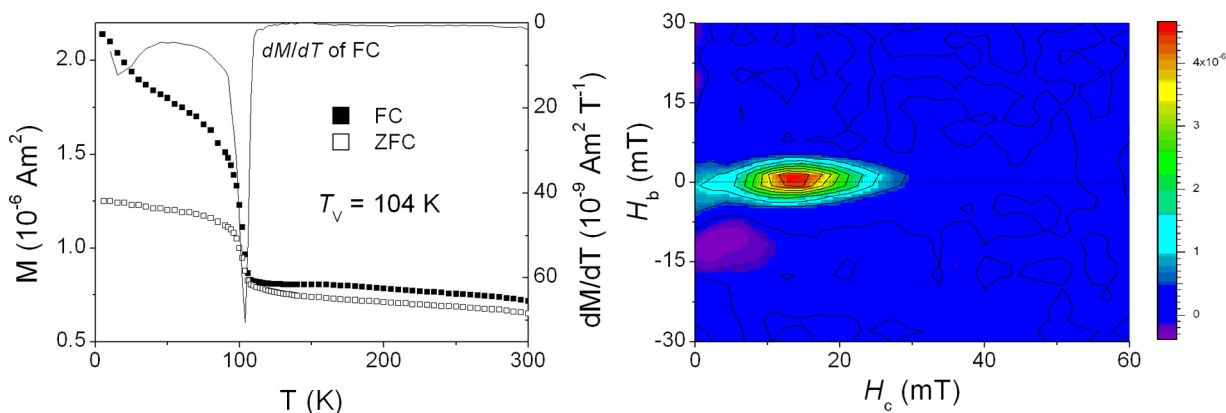 2.0
1.5
1.0
0.5
M (10⁻⁶ Am²)
0
100
200
300
T (K)
0
20
40
60
dM/dT (10⁻⁹ Am² T⁻¹)
dM/dT of FC
FC
ZFC
T_V = 104 K
30
15
0
-15
-30
H_b (mT)
0
20
40
60
H_c (mT)
4x10⁻⁶
3
2
1
0